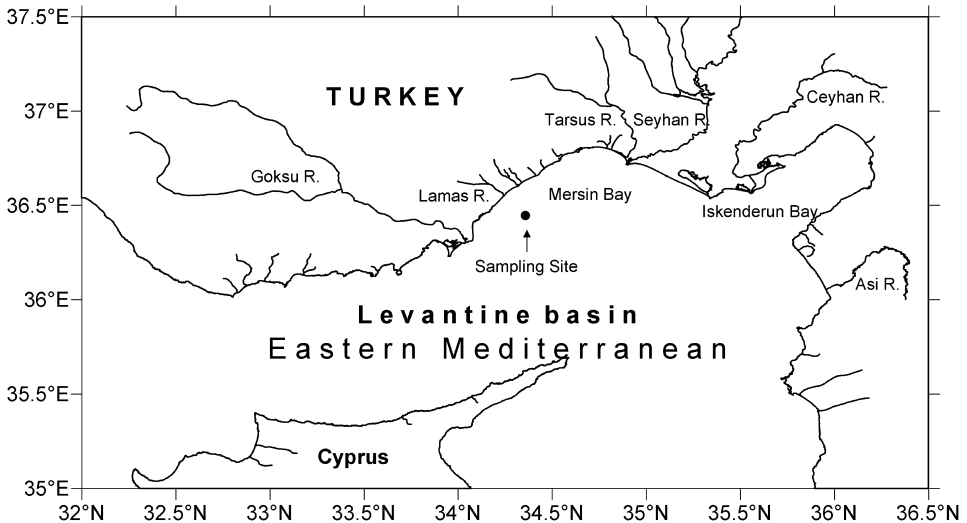 37.5°E
TURKEY
37°E
Ceyhan R.
Tarsus R.
Seyhan R.
Goksu R.
Lamas R.
Mersin Bay
36.5°E
Iskenderun Bay
Sampling Site
Asi R.
36°E
Levantine basin
Eastern Mediterranean
35.5°E
Cyprus
35°E
32°N 32.5°N 33°N 33.5°N 34°N 34.5°N 35°N 35.5°N 36°N 36.5°N